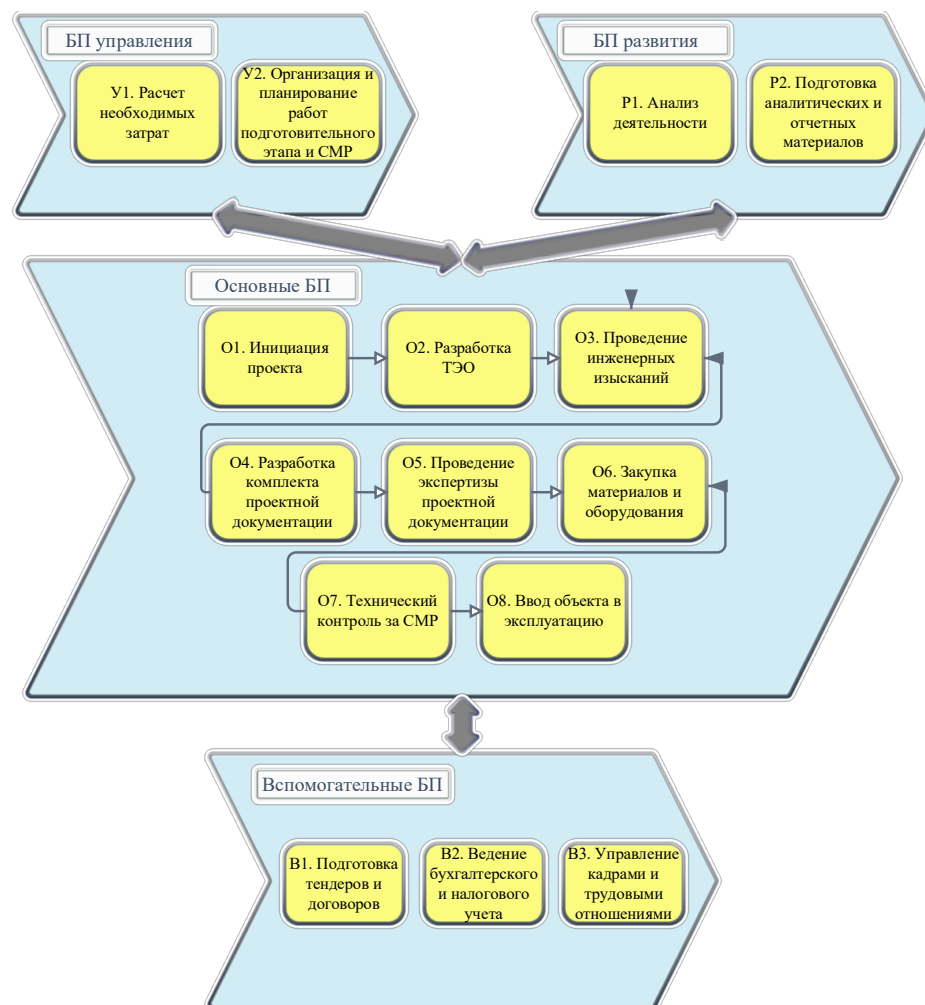 БП управления
У1. Расчет
необходимых
затрат
У2. Организация и
планирование
работ
подготовительного
этапа и СМР
БП развития
Р1. Анализ
деятельности
Р2. Подготовка
аналитических и
отчетных
материалов
Основные БП
О1. Инициация
проекта
О2. Разработка
ТЭО
О3. Проведение
инженерных
изысканий
О4. Разработка
комплекта
проектной
документации
О5. Проведение
экспертизы
проектной
документации
О6. Закупка
материалов и
оборудования
О7. Технический
контроль за СМР
О8. Ввод объекта в
эксплуатацию
Вспомогательные БП
В1. Подготовка
тендеров и
договоров
В2. Ведение
бухгалтерского
и налогового
учета
В3. Управление
кадрами и
трудовыми
отношениями